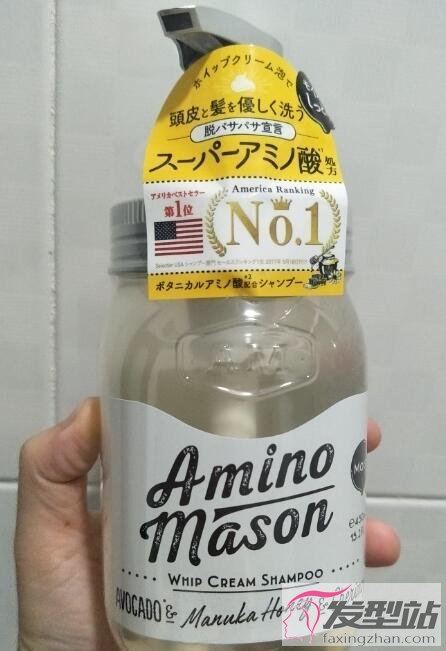 ホイップクリーム泡で
頭皮と髪を優しく洗う
脱パサパサ宣言
スーパーアミノ酸処方
アメリカベストセラー
第1位
America Ranking
No.1
ボタニカルアミノ酸※2配合シャンプー
Amino
Mason
WHIP CREAM SHAMPOO
AVOCADO &
Manuka Honey &
发型站
faxingzhan.com